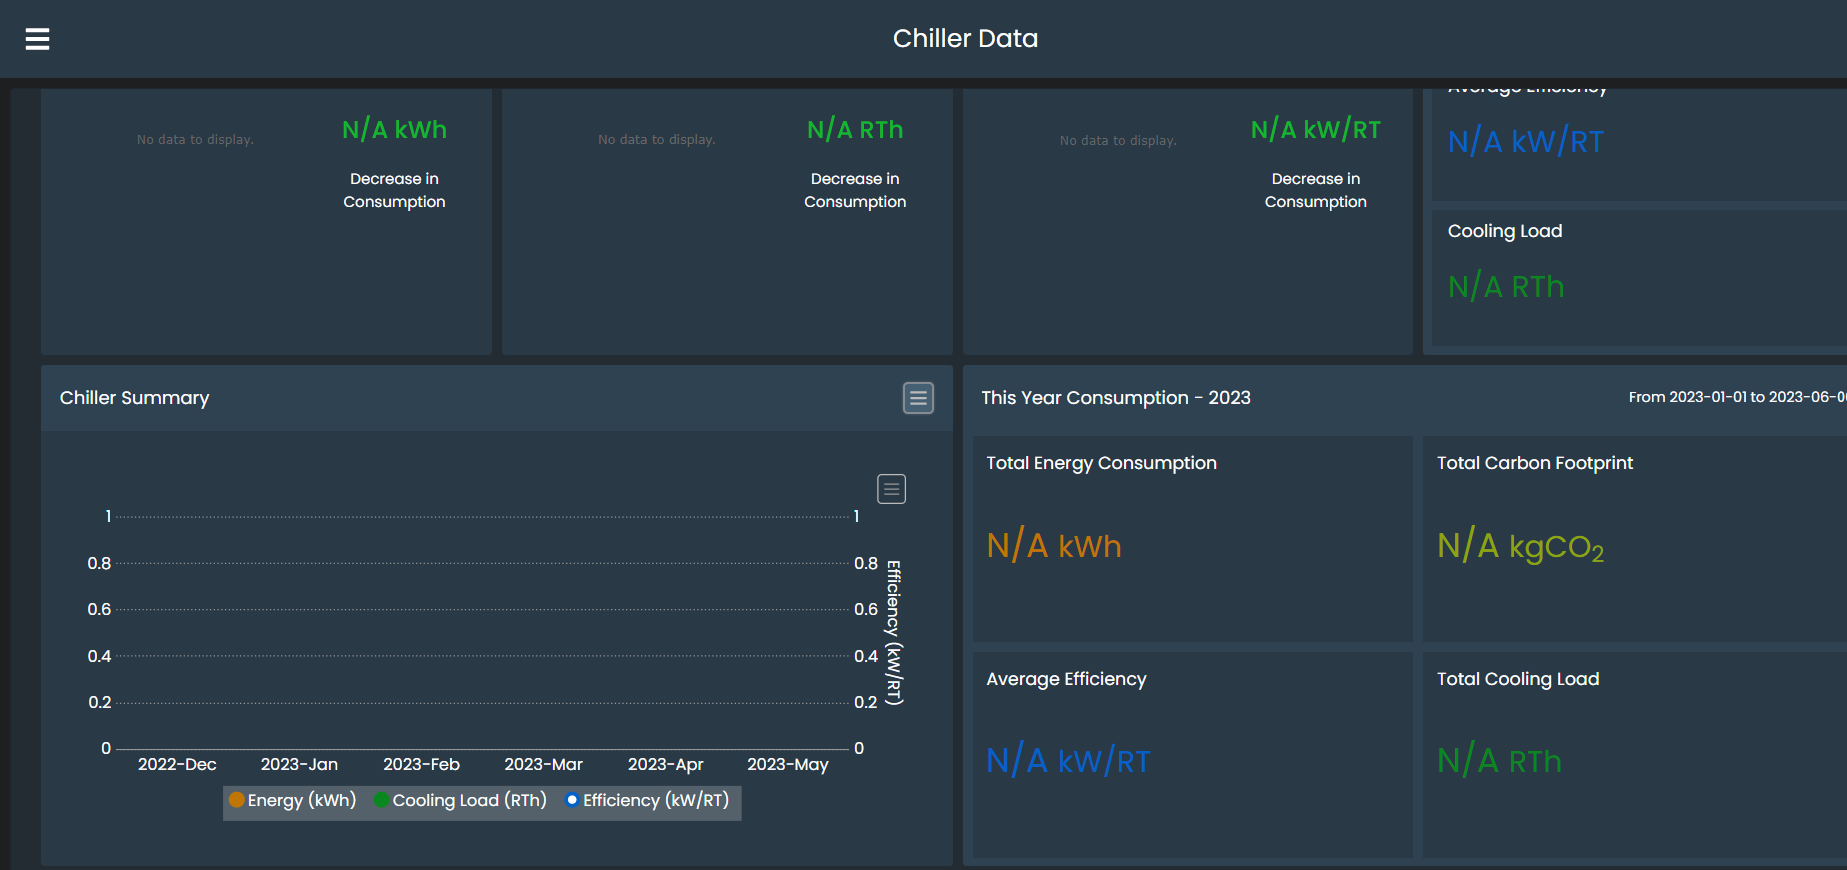 Chiller Data
No data to display.
N/A kWh
Decrease in
Consumption
No data to display.
N/A RTh
Decrease in
Consumption
No data to display.
N/A kW/RT
Decrease in
Consumption
Average Efficiency
N/A kW/RT
Cooling Load
N/A RTh
Chiller Summary
1
0.8
0.6
0.4
0.2
0
1
0.8
0.6
0.4
0.2
0
Efficiency (kW/RT)
2022-Dec 2023-Jan 2023-Feb 2023-Mar 2023-Apr 2023-May
Energy (kWh) Cooling Load (RTh) Efficiency (kW/RT)
This Year Consumption - 2023
From 2023-01-01 to 2023-06-0
Total Energy Consumption
N/A kWh
Total Carbon Footprint
N/A kgCO₂
Average Efficiency
N/A kW/RT
Total Cooling Load
N/A RTh